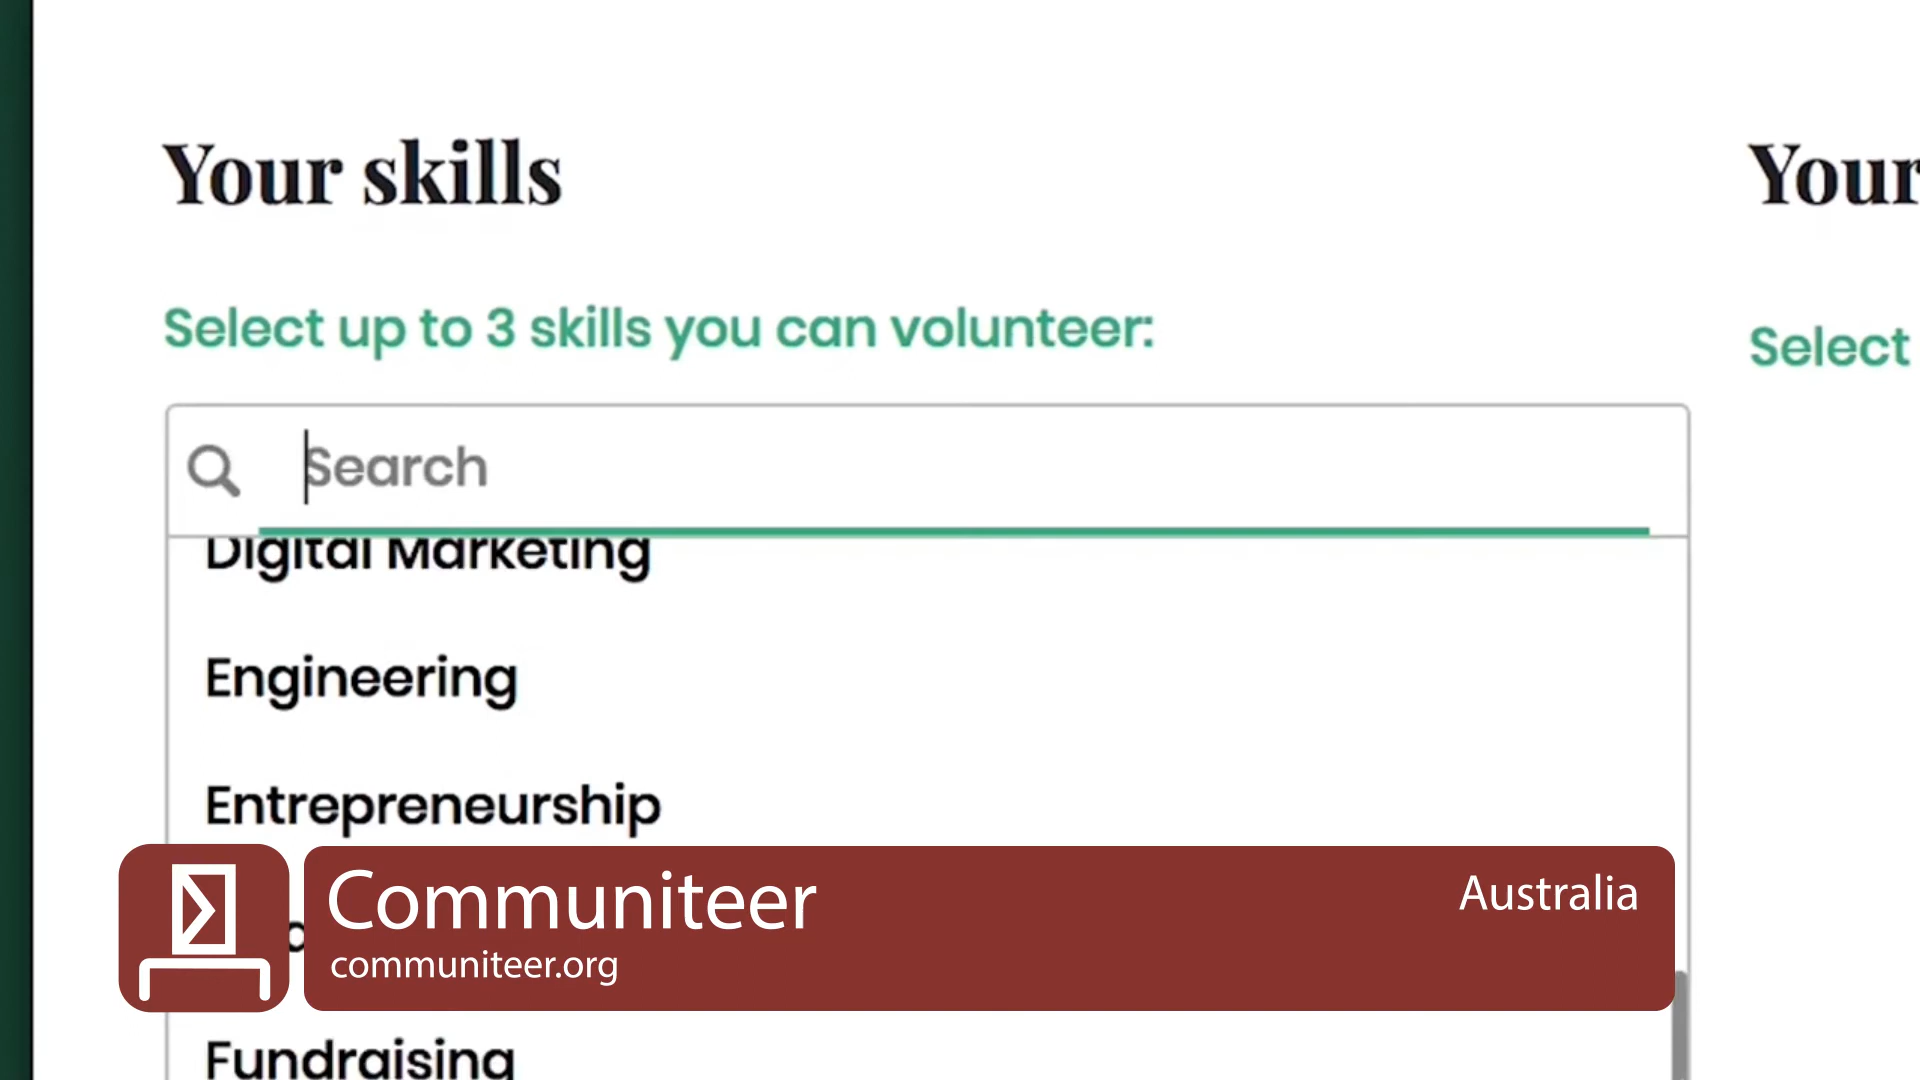 Your skills
Your
Select up to 3 skills you can volunteer:
Select
Search
Digital Marketing
Engineering
Entrepreneurship
Communiteer
Australia
communiteer.org
Fundraising